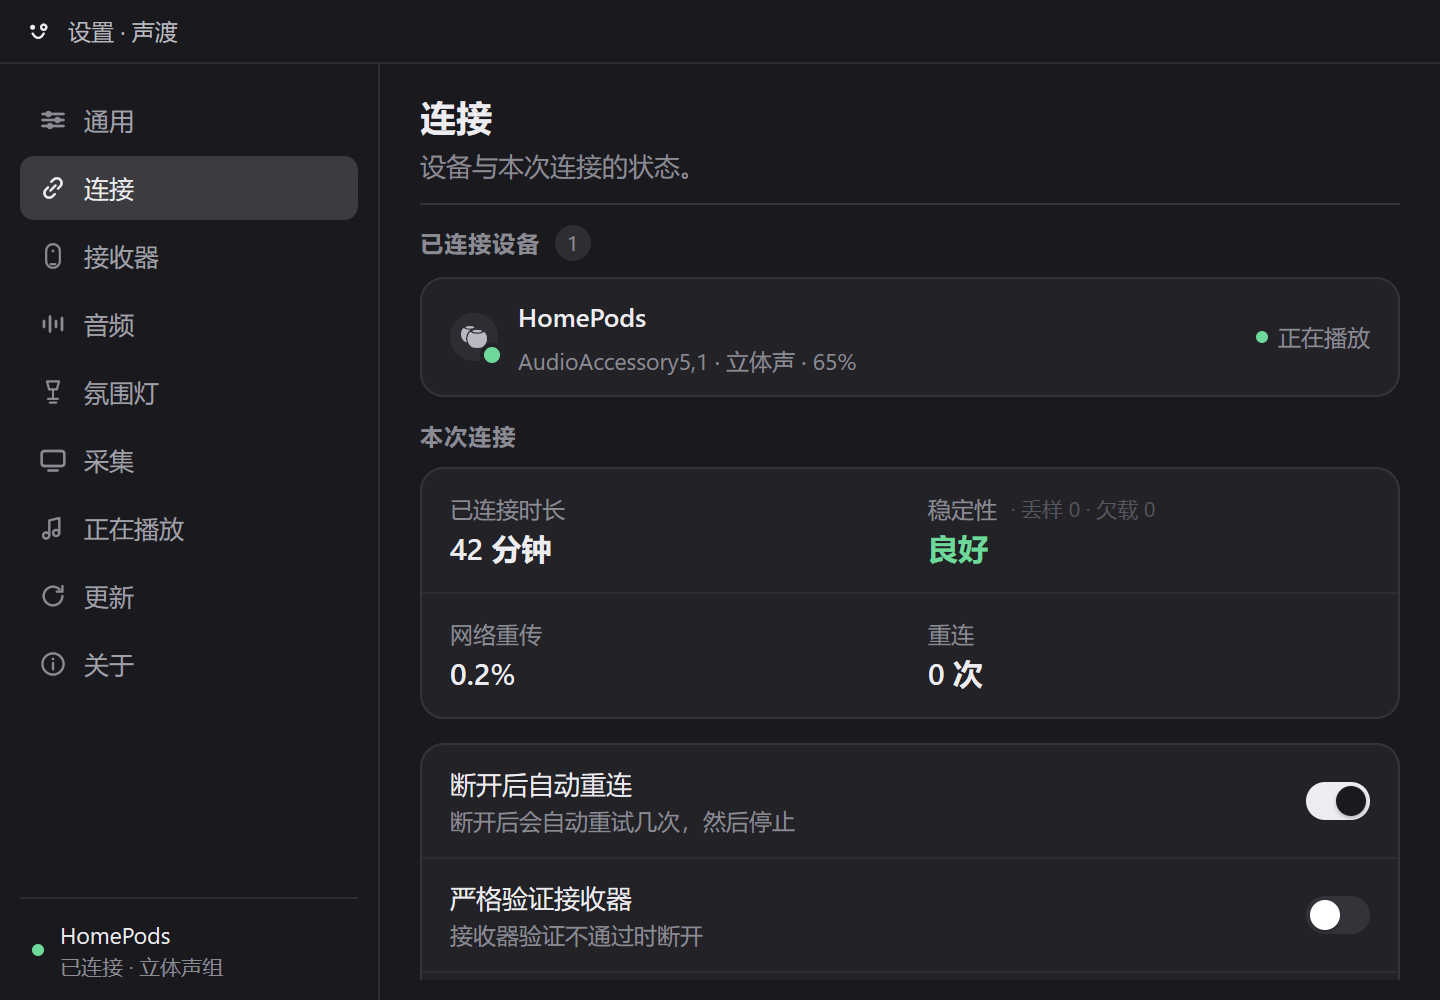 设置 · 声渡
通用
连接
接收器
音频
氛围灯
采集
正在播放
更新
关于
HomePods
已连接 · 立体声组
连接
设备与本次连接的状态。
已连接设备 1
HomePods
AudioAccessory5,1 · 立体声 · 65%
正在播放
本次连接
已连接时长
42 分钟
稳定性 · 丢样 0 · 欠载 0
良好
网络重传
0.2%
重连
0 次
断开后自动重连
断开后会自动重试几次，然后停止
严格验证接收器
接收器验证不通过时断开